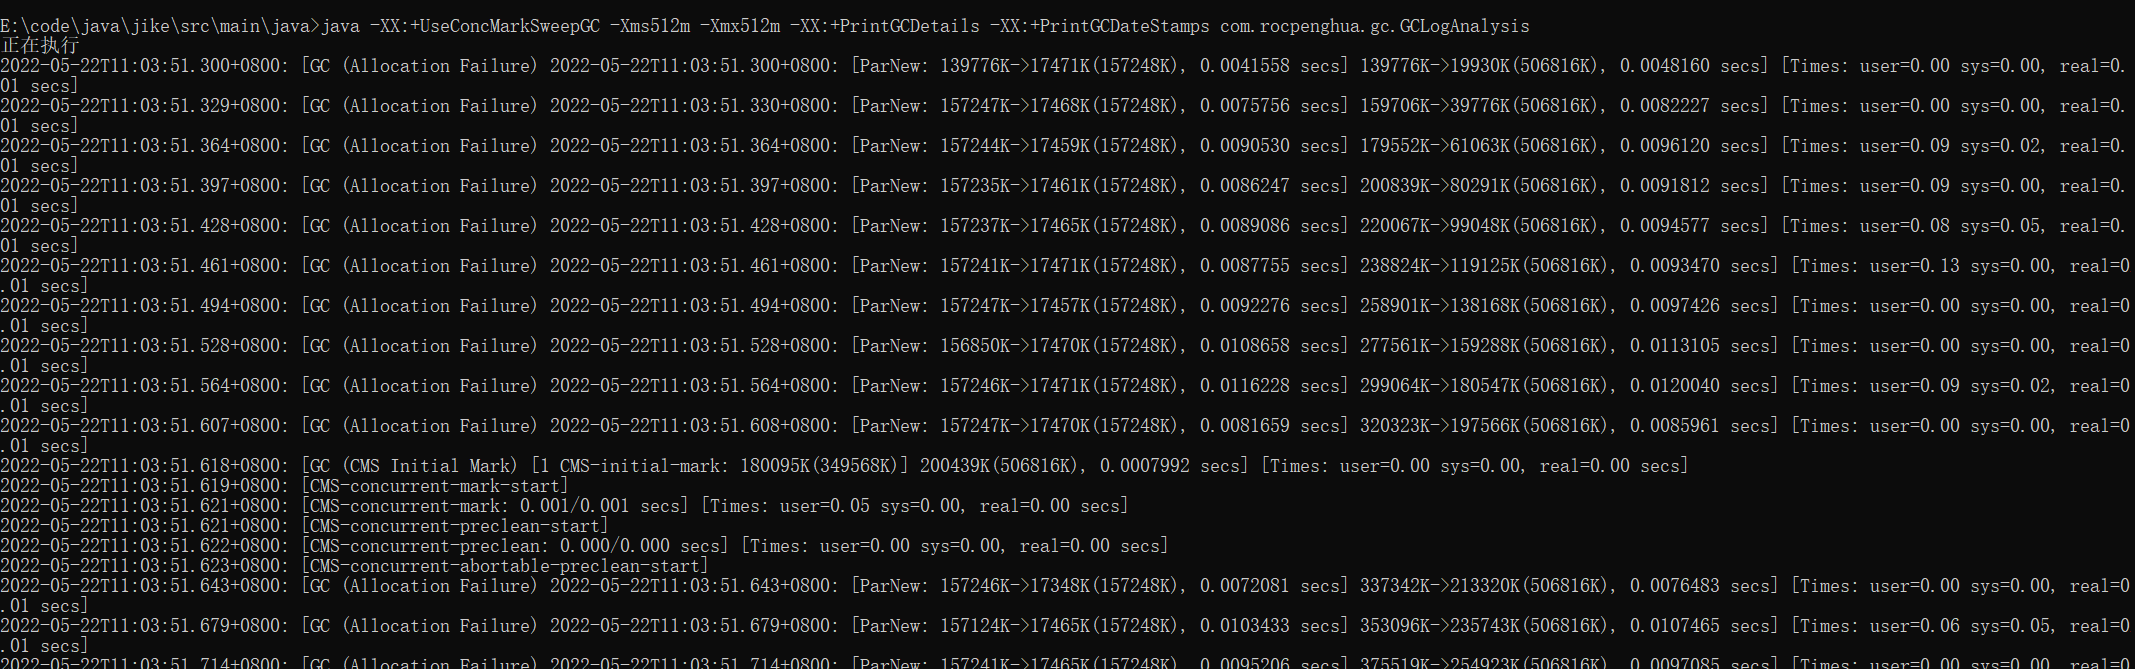 E:\code\java\jike\src\main\java>java -XX:+UseConcMarkSweepGC -Xms512m -Xmx512m -XX:+PrintGCDetails -XX:+PrintGCDateStamps com.rocpenghua.gc.GCLogAnalysis
正在执行
2022-05-22T11:03:51.300+0800: [GC (Allocation Failure) 2022-05-22T11:03:51.300+0800: [ParNew: 139776K->17471K(157248K), 0.0041558 secs] 139776K->19930K(506816K), 0.0048160 secs] [Times: user=0.00 sys=0.00, real=0.
01 secs]
2022-05-22T11:03:51.329+0800: [GC (Allocation Failure) 2022-05-22T11:03:51.330+0800: [ParNew: 157247K->17468K(157248K), 0.0075756 secs] 159706K->39776K(506816K), 0.0082227 secs] [Times: user=0.00 sys=0.00, real=0.
01 secs]
2022-05-22T11:03:51.364+0800: [GC (Allocation Failure) 2022-05-22T11:03:51.364+0800: [ParNew: 157244K->17459K(157248K), 0.0090530 secs] 179552K->61063K(506816K), 0.0096120 secs] [Times: user=0.09 sys=0.02, real=0.
01 secs]
2022-05-22T11:03:51.397+0800: [GC (Allocation Failure) 2022-05-22T11:03:51.397+0800: [ParNew: 157235K->17461K(157248K), 0.0086247 secs] 200839K->80291K(506816K), 0.0091812 secs] [Times: user=0.09 sys=0.00, real=0.
01 secs]
2022-05-22T11:03:51.428+0800: [GC (Allocation Failure) 2022-05-22T11:03:51.428+0800: [ParNew: 157237K->17465K(157248K), 0.0089086 secs] 220067K->99048K(506816K), 0.0094577 secs] [Times: user=0.08 sys=0.05, real=0.
01 secs]
2022-05-22T11:03:51.461+0800: [GC (Allocation Failure) 2022-05-22T11:03:51.461+0800: [ParNew: 157241K->17471K(157248K), 0.0087755 secs] 238824K->119125K(506816K), 0.0093470 secs] [Times: user=0.13 sys=0.00, real=0
.01 secs]
2022-05-22T11:03:51.494+0800: [GC (Allocation Failure) 2022-05-22T11:03:51.494+0800: [ParNew: 157247K->17457K(157248K), 0.0092276 secs] 258901K->138168K(506816K), 0.0097426 secs] [Times: user=0.00 sys=0.00, real=0
.01 secs]
2022-05-22T11:03:51.528+0800: [GC (Allocation Failure) 2022-05-22T11:03:51.528+0800: [ParNew: 156850K->17470K(157248K), 0.0108658 secs] 277561K->159288K(506816K), 0.0113105 secs] [Times: user=0.00 sys=0.00, real=0
.01 secs]
2022-05-22T11:03:51.564+0800: [GC (Allocation Failure) 2022-05-22T11:03:51.564+0800: [ParNew: 157246K->17471K(157248K), 0.0116228 secs] 299064K->180547K(506816K), 0.0120040 secs] [Times: user=0.09 sys=0.02, real=0
.01 secs]
2022-05-22T11:03:51.607+0800: [GC (Allocation Failure) 2022-05-22T11:03:51.608+0800: [ParNew: 157247K->17470K(157248K), 0.0081659 secs] 320323K->197566K(506816K), 0.0085961 secs] [Times: user=0.00 sys=0.00, real=0
.01 secs]
2022-05-22T11:03:51.618+0800: [GC (CMS Initial Mark) [1 CMS-initial-mark: 180095K(349568K)] 200439K(506816K), 0.0007992 secs] [Times: user=0.00 sys=0.00, real=0.00 secs]
2022-05-22T11:03:51.619+0800: [CMS-concurrent-mark-start]
2022-05-22T11:03:51.621+0800: [CMS-concurrent-mark: 0.001/0.001 secs] [Times: user=0.05 sys=0.00, real=0.00 secs]
2022-05-22T11:03:51.621+0800: [CMS-concurrent-preclean-start]
2022-05-22T11:03:51.622+0800: [CMS-concurrent-preclean: 0.000/0.000 secs] [Times: user=0.00 sys=0.00, real=0.00 secs]
2022-05-22T11:03:51.623+0800: [CMS-concurrent-abortable-preclean-start]
2022-05-22T11:03:51.643+0800: [GC (Allocation Failure) 2022-05-22T11:03:51.643+0800: [ParNew: 157246K->17348K(157248K), 0.0072081 secs] 337342K->213320K(506816K), 0.0076483 secs] [Times: user=0.00 sys=0.00, real=0
.01 secs]
2022-05-22T11:03:51.679+0800: [GC (Allocation Failure) 2022-05-22T11:03:51.679+0800: [ParNew: 157124K->17465K(157248K), 0.0103433 secs] 353096K->235743K(506816K), 0.0107465 secs] [Times: user=0.06 sys=0.05, real=0
.01 secs]
2022-05-22T11:03:51.714+0800: [GC (Allocation Failure) 2022-05-22T11:03:51.714+0800: [ParNew: 157241K->17465K(157248K), 0.0095206 secs] 375519K->254923K(506816K), 0.0097085 secs] [Times: user=0.00 sys=0.00, real=0